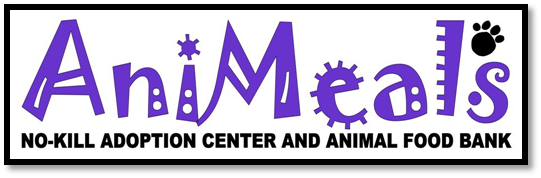 AniMeals
NO-KILL ADOPTION CENTER AND ANIMAL FOOD BANK